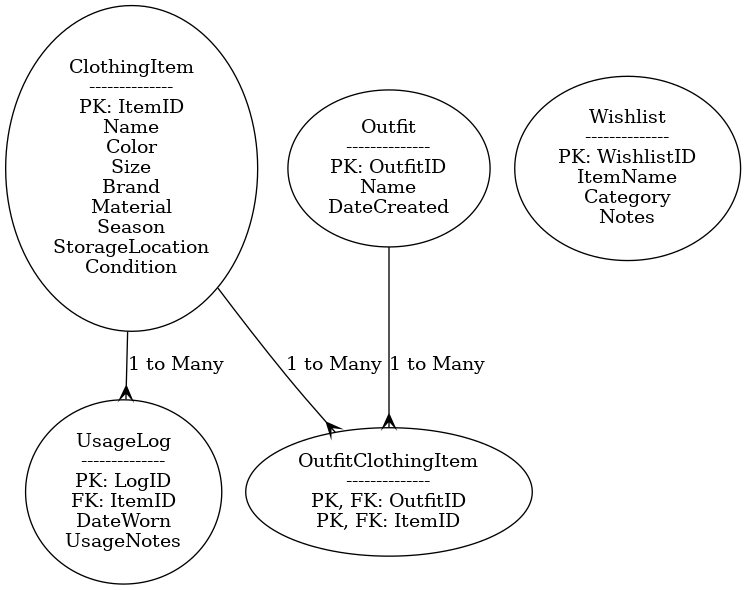 ClothingItem
--------------
PK: ItemID
Name
Color
Size
Brand
Material
Season
StorageLocation
Condition
Outfit
--------------
PK: OutfitID
Name
DateCreated
Wishlist
--------------
PK: WishlistID
ItemName
Category
Notes
1 to Many
1 to Many
1 to Many
UsageLog
--------------
PK: LogID
FK: ItemID
DateWorn
UsageNotes
OutfitClothingItem
--------------
PK, FK: OutfitID
PK, FK: ItemID